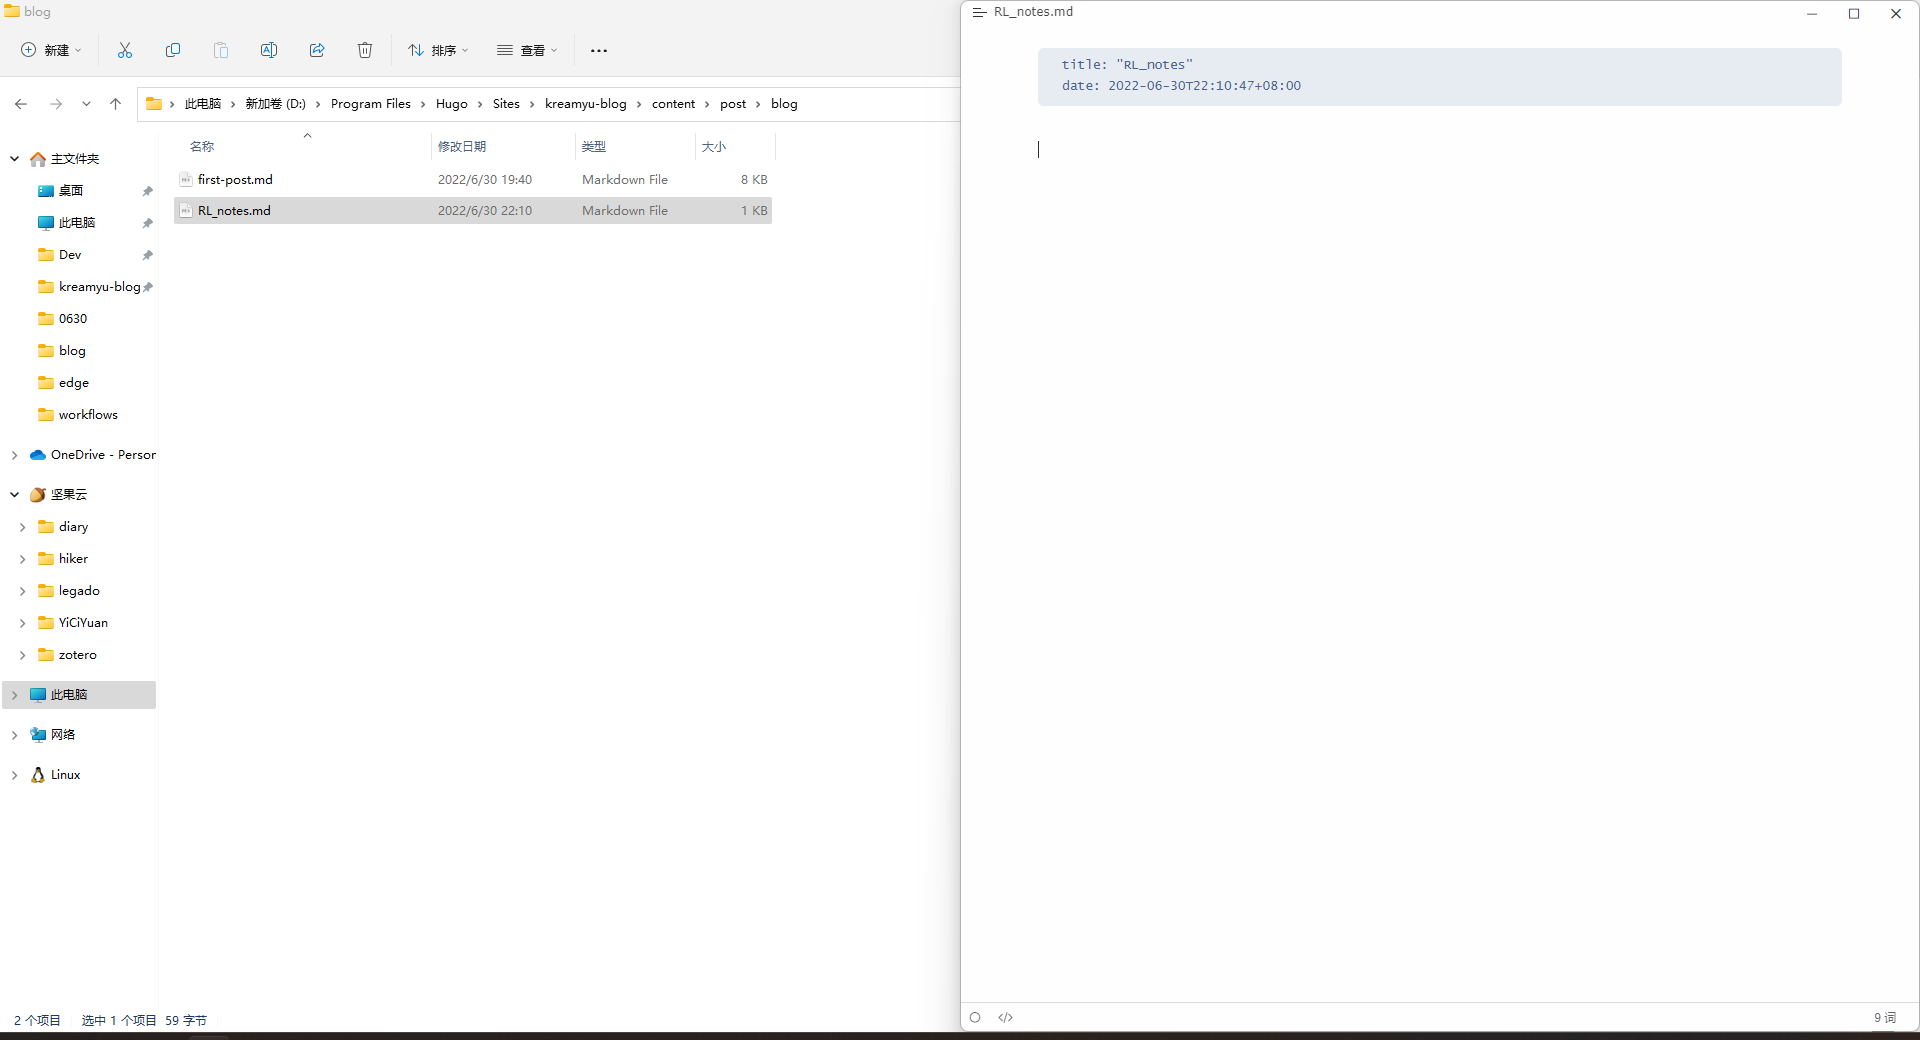 blog
新建
排序
查看
此电脑 新加卷 (D:) Program Files Hugo Sites kreamyu-blog content post blog
名称 修改日期 类型 大小
first-post.md 2022/6/30 19:40 Markdown File 8 KB
RL_notes.md 2022/6/30 22:10 Markdown File 1 KB
主文件夹
桌面
此电脑
Dev
kreamyu-blog
0630
blog
edge
workflows
OneDrive - Person
坚果云
diary
hiker
legado
YiCiYuan
zotero
此电脑
网络
Linux
2 个项目 选中 1 个项目 59 字节
RL_notes.md
title: "RL_notes"
date: 2022-06-30T22:10:47+08:00
</>
9 词